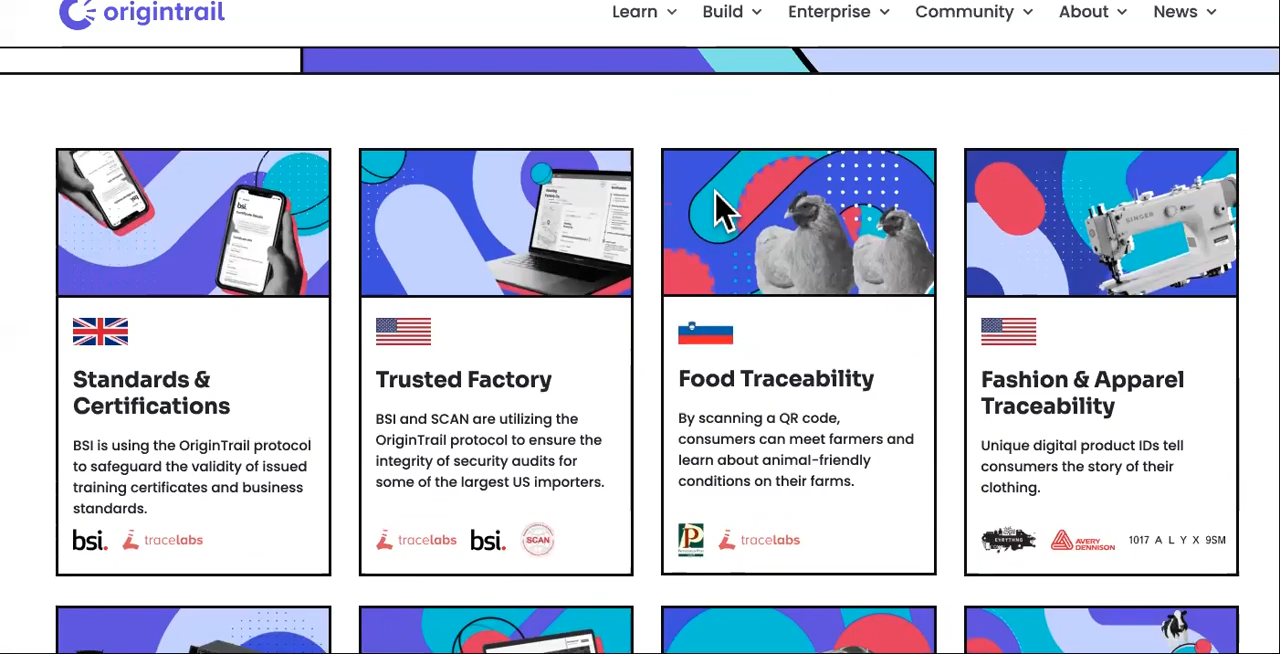 origintrail
Learn
Build
Enterprise
Community
About
News
bsi.
SINGER
Standards &
Certifications
BSI is using the OriginTrail protocol
to safeguard the validity of issued
training certificates and business
standards.
bsi.
tracelabs
Trusted Factory
BSI and SCAN are utilizing the
OriginTrail protocol to ensure the
integrity of security audits for
some of the largest US importers.
tracelabs
bsi.
SCAN
Food Traceability
By scanning a QR code,
consumers can meet farmers and
learn about animal-friendly
conditions on their farms.
P
tracelabs
Fashion & Apparel
Traceability
Unique digital product IDs tell
consumers the story of their
clothing.
EVRYTHNG
AVERY
DENNISON
1017 A L Y X 9SM